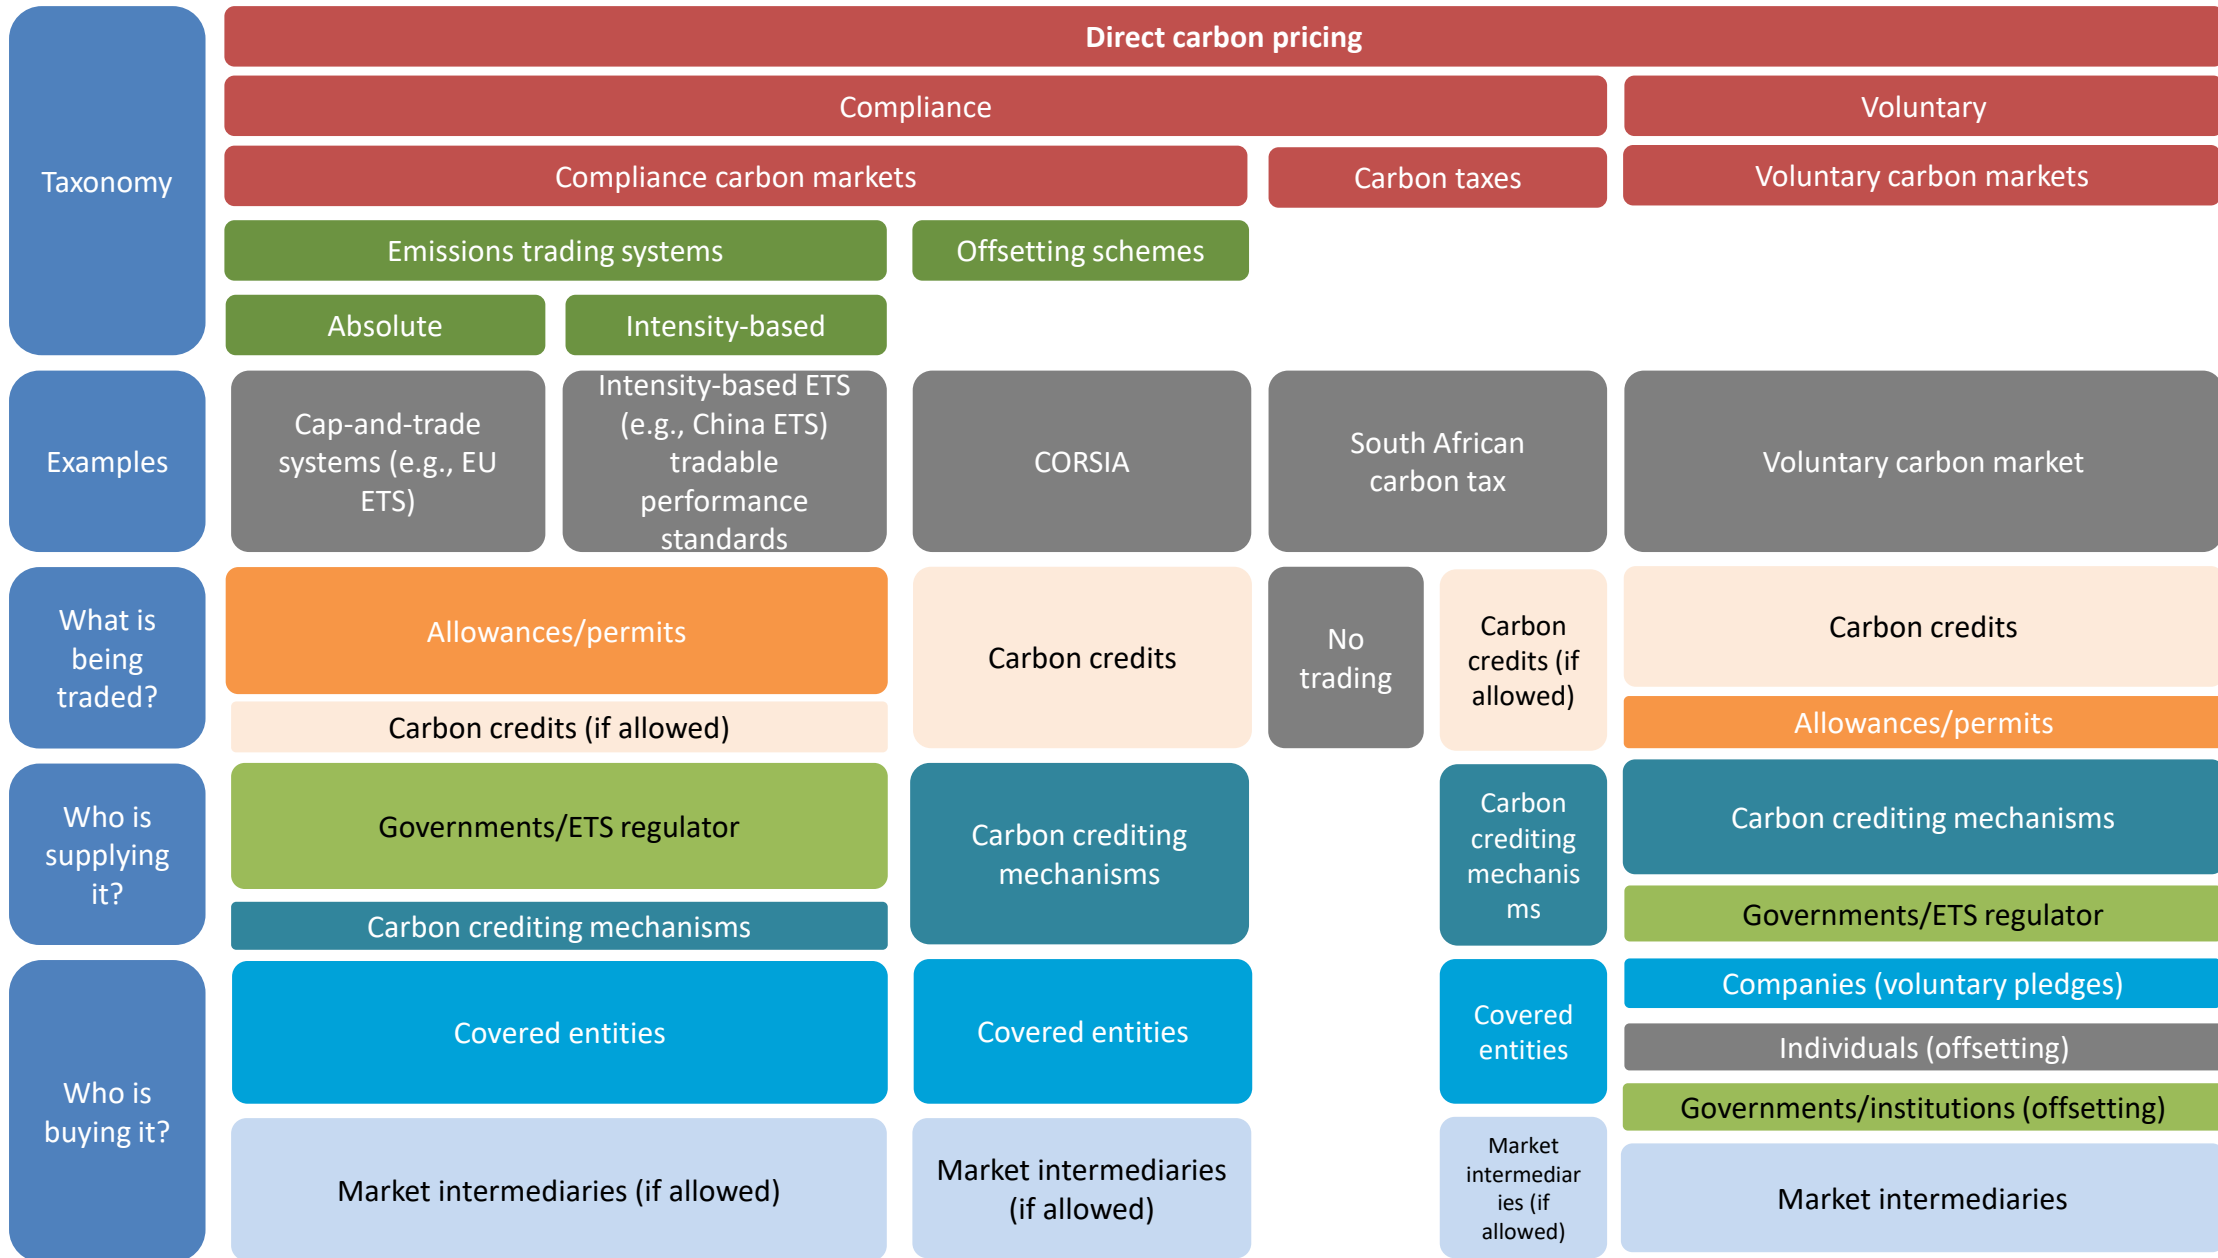 Taxonomy
Direct carbon pricing
Compliance
Voluntary
Compliance carbon markets
Carbon taxes
Voluntary carbon markets
Emissions trading systems
Offsetting schemes
Absolute
Intensity-based
Examples
Cap-and-trade
systems (e.g., EU
ETS)
Intensity-based ETS
(e.g., China ETS)
tradable
performance
standards
CORSIA
South African
carbon tax
Voluntary carbon market
What is
being
traded?
Allowances/permits
Carbon credits (if allowed)
Carbon credits
No
trading
Carbon
credits (if
allowed)
Carbon credits
Allowances/permits
Who is
supplying
it?
Governments/ETS regulator
Carbon crediting mechanisms
Carbon crediting
mechanisms
Carbon
crediting
mechanis
ms
Carbon crediting mechanisms
Governments/ETS regulator
Who is
buying it?
Covered entities
Market intermediaries (if allowed)
Covered entities
Market intermediaries
(if allowed)
Covered
entities
Market
intermediar
ies (if
allowed)
Companies (voluntary pledges)
Individuals (offsetting)
Governments/institutions (offsetting)
Market intermediaries